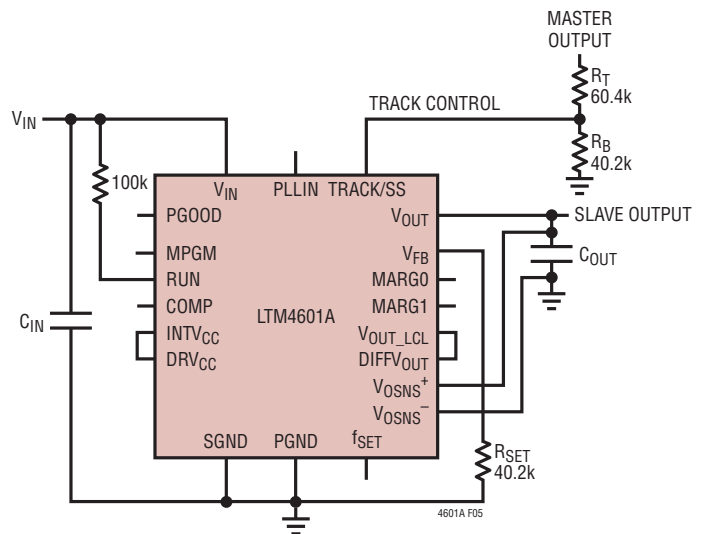 MASTER
OUTPUT
R_T
60.4k
TRACK CONTROL
V_IN
R_B
40.2k
100k
V_IN PLLIN TRACK/SS
PGOOD
V_OUT
SLAVE OUTPUT
MPGM
V_FB
C_OUT
RUN
MARG0
COMP
LTM4601A
MARG1
C_IN
INTV_CC
V_OUT_LCL
DRV_CC
DIFFV_OUT
V_OSNS^+
V_OSNS^–
SGND PGND f_SET
R_SET
40.2k
4601A F05